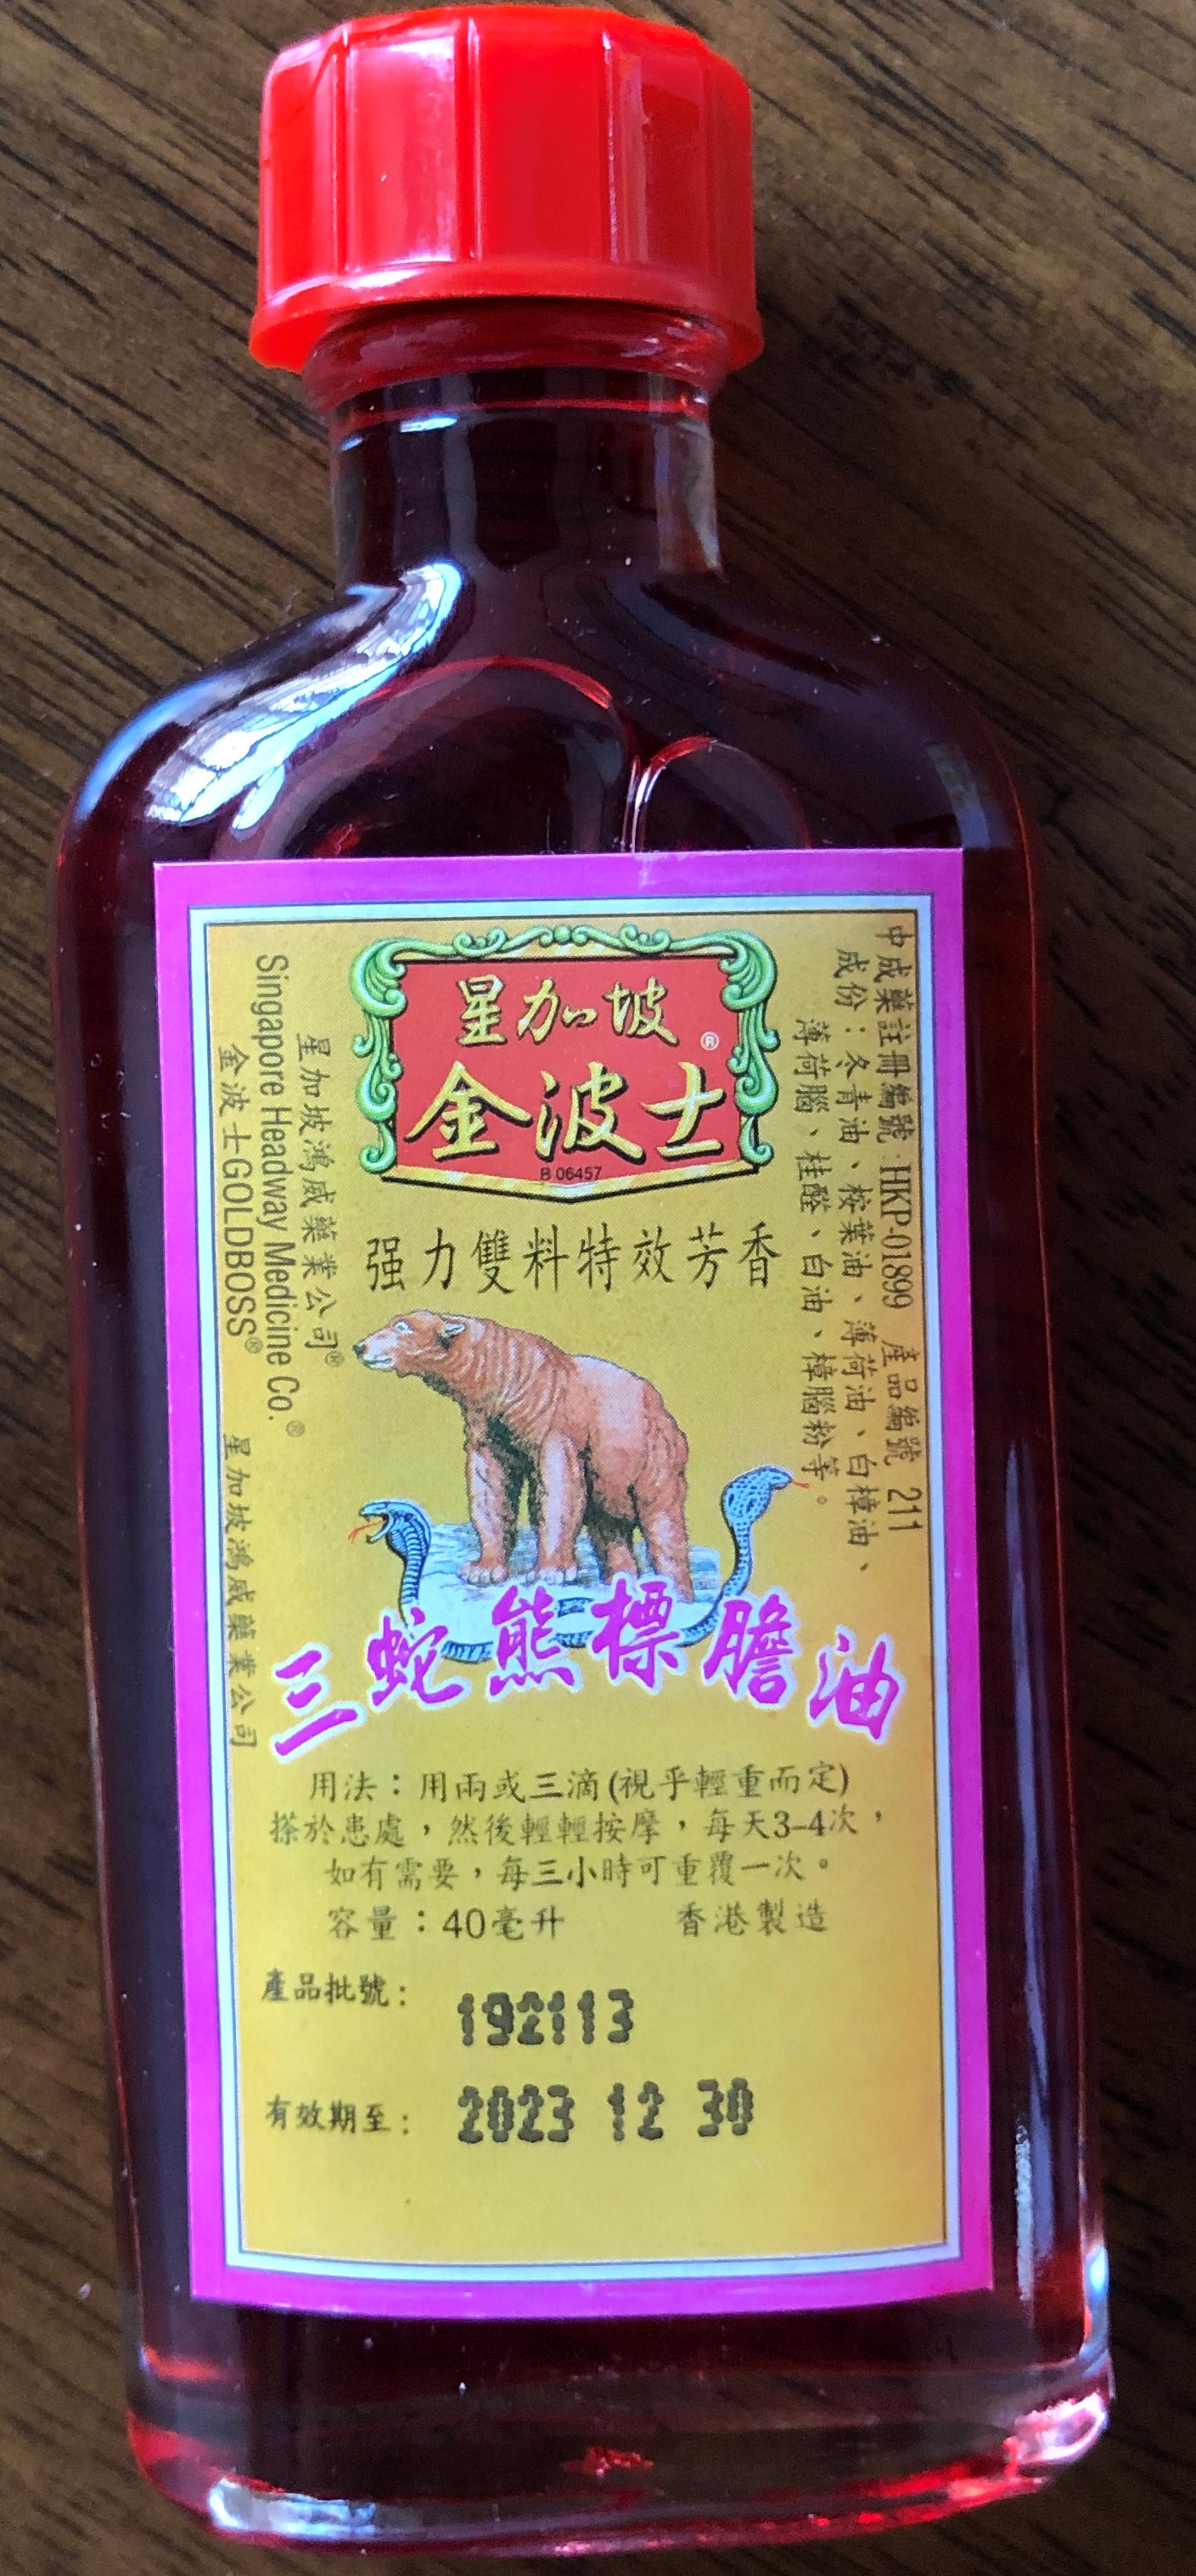 星加坡
®
金波士
B 06457
强力雙料特效芳香
三蛇熊標膽油
用法：用兩或三滴(視乎輕重而定)
搽於患處，然後輕輕按摩，每天3-4次，
如有需要，每三小時可重覆一次。
容量：40毫升 香港製造
產品批號： 192113
有效期至： 2023 12 30
中成藥註冊編號：HKP-01899 產品編號 211
成份：冬青油、桉葉油、薄荷油、白樟油、
薄荷腦、桂醛、白油、樟腦粉等。
星加坡鴻威藥業公司®
Singapore Headway Medicine Co.®
金波士GOLDBOSS® 星加坡鴻威藥業公司